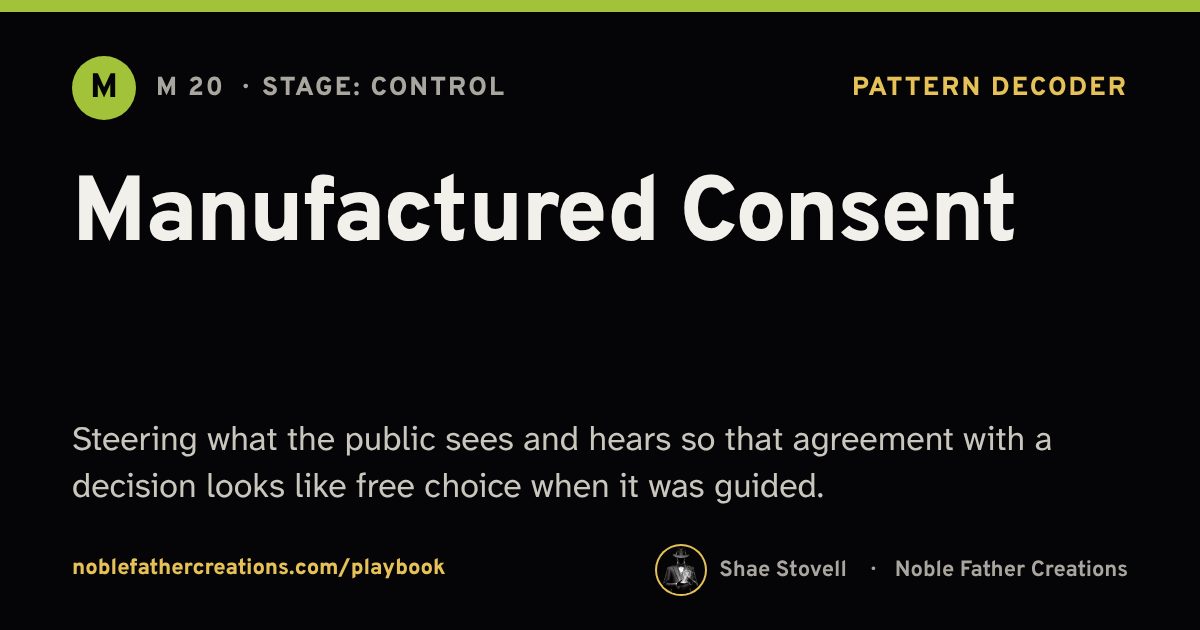 M
M 20 · STAGE: CONTROL
PATTERN DECODER
Manufactured Consent
Steering what the public sees and hears so that agreement with a
decision looks like free choice when it was guided.
noblefathercreations.com/playbook
Shae Stovell · Noble Father Creations